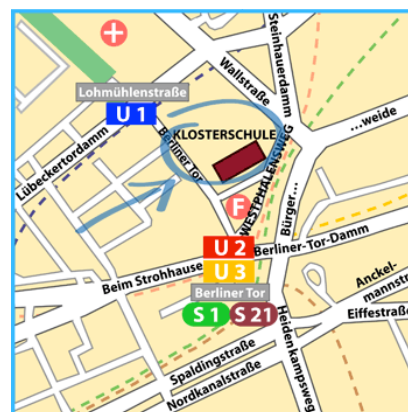 Steinhauerdamm
Wallstraße
Lohmühlenstraße
U 1
Lübeckertordamm
Berliner Tor
KLOSTERSCHULE
WESTPHALENSWEG
...weide
Bürger...
F
U 2
U 3
Berliner Tor
S 1
S 21
Beim Strohhause
Berliner-Tor-Damm
Anckel-
mannstr
Eiffestraße
Heidenkampsweg
Spaldingstraße
Nordkanalstraße